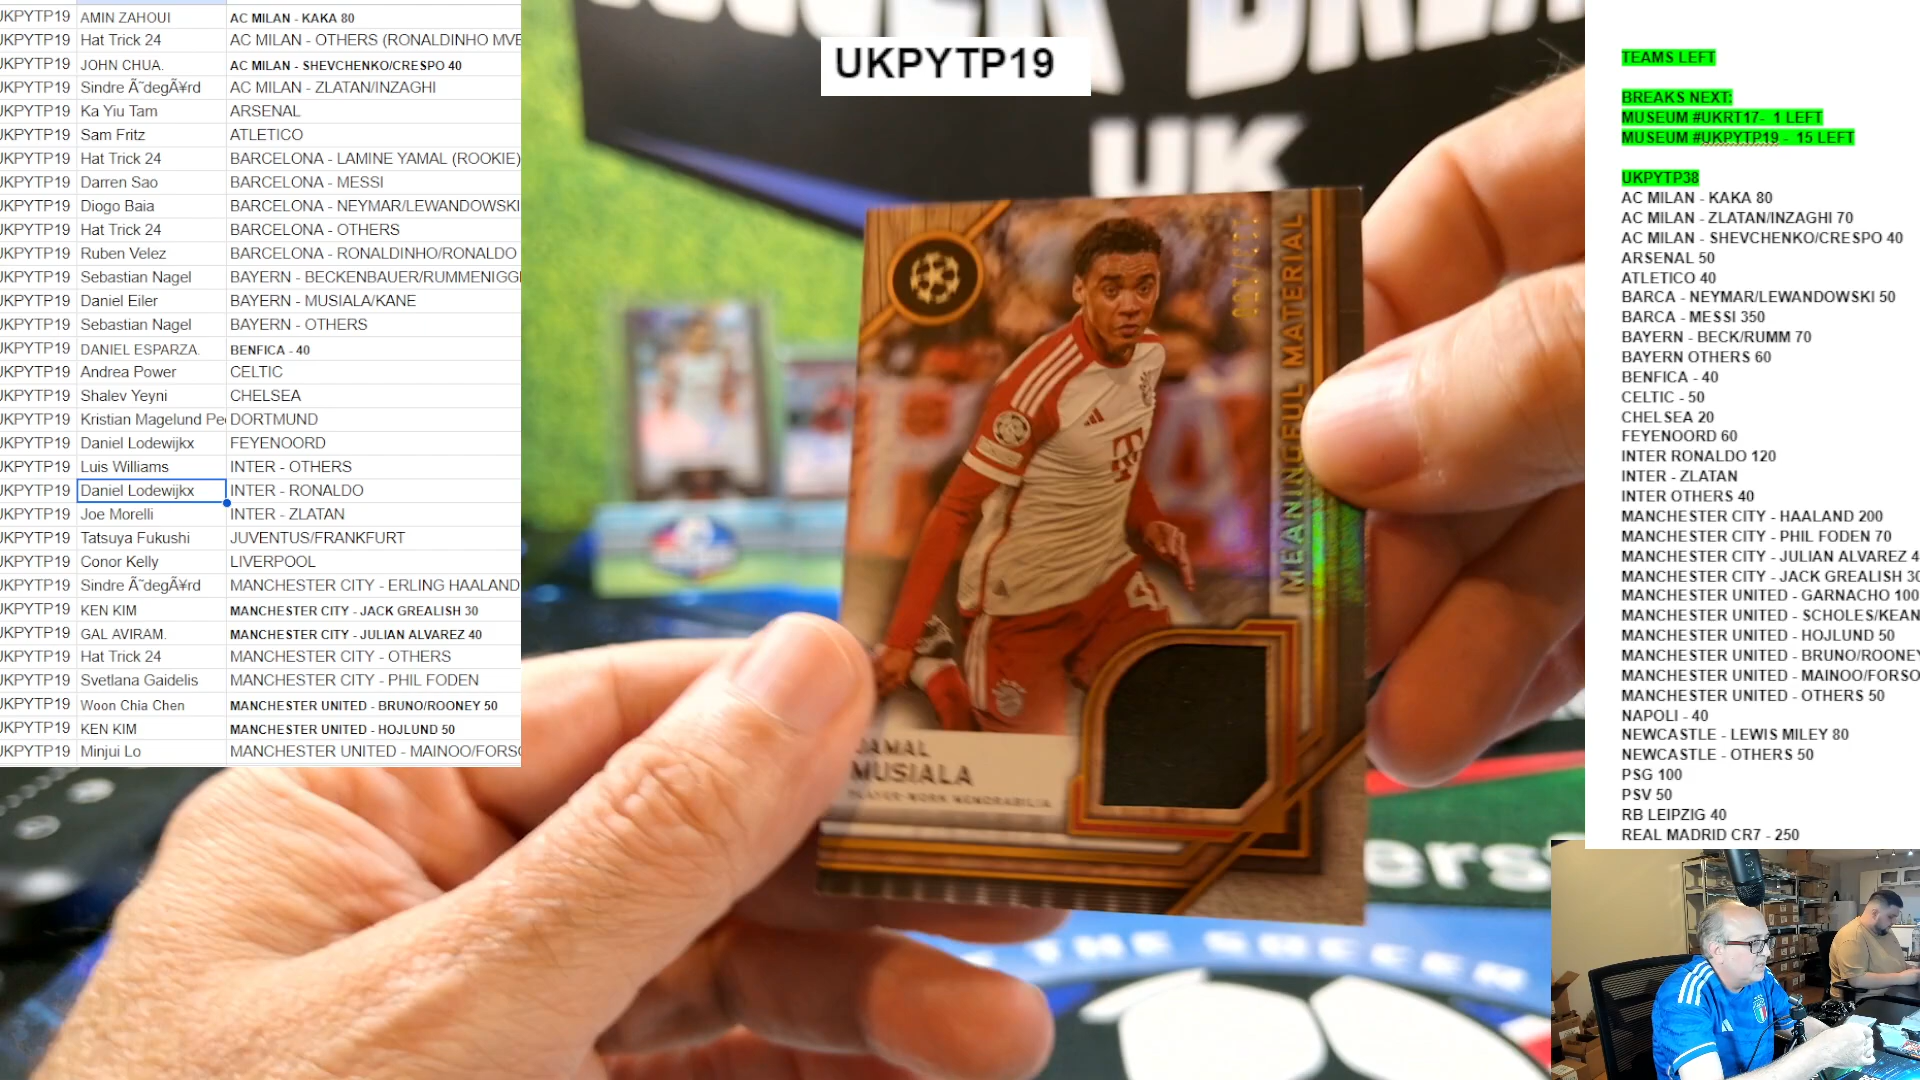 UKPYTP19 AMIN ZAHOUI AC MILAN - KAKA 80
UKPYTP19 Hat Trick 24 AC MILAN - OTHERS (RONALDINHO MVE
UKPYTP19 JOHN CHUA. AC MILAN - SHEVCHENKO/CRESPO 40
UKPYTP19 Sindre Ã˜degÃ¥rd AC MILAN - ZLATAN/INZAGHI
UKPYTP19 Ka Yiu Tam ARSENAL
UKPYTP19 Sam Fritz ATLETICO
UKPYTP19 Hat Trick 24 BARCELONA - LAMINE YAMAL (ROOKIE)
UKPYTP19 Darren Sao BARCELONA - MESSI
UKPYTP19 Diogo Baia BARCELONA - NEYMAR/LEWANDOWSKI
UKPYTP19 Hat Trick 24 BARCELONA - OTHERS
UKPYTP19 Ruben Velez BARCELONA - RONALDINHO/RONALDO
UKPYTP19 Sebastian Nagel BAYERN - BECKENBAUER/RUMMENIGGI
UKPYTP19 Daniel Eiler BAYERN - MUSIALA/KANE
UKPYTP19 Sebastian Nagel BAYERN - OTHERS
UKPYTP19 DANIEL ESPARZA. BENFICA - 40
UKPYTP19 Andrea Power CELTIC
UKPYTP19 Shalev Yeyni CHELSEA
UKPYTP19 Kristian Magelund Pe DORTMUND
UKPYTP19 Daniel Lodewijkx FEYENOORD
UKPYTP19 Luis Williams INTER - OTHERS
UKPYTP19 Daniel Lodewijkx INTER - RONALDO
UKPYTP19 Joe Morelli INTER - ZLATAN
UKPYTP19 Tatsuya Fukushi JUVENTUS/FRANKFURT
UKPYTP19 Conor Kelly LIVERPOOL
UKPYTP19 Sindre Ã˜degÃ¥rd MANCHESTER CITY - ERLING HAALAND
UKPYTP19 KEN KIM MANCHESTER CITY - JACK GREALISH 30
UKPYTP19 GAL AVIRAM. MANCHESTER CITY - JULIAN ALVAREZ 40
UKPYTP19 Hat Trick 24 MANCHESTER CITY - OTHERS
UKPYTP19 Svetlana Gaidelis MANCHESTER CITY - PHIL FODEN
UKPYTP19 Woon Chia Chen MANCHESTER UNITED - BRUNO/ROONEY 50
UKPYTP19 KEN KIM MANCHESTER UNITED - HOJLUND 50
UKPYTP19 Minjui Lo MANCHESTER UNITED - MAINOO/FORSO
UKPYTP19
UK
MEANINGFUL MATERIAL
JAMAL
MUSIALA
PLAYER-WORN MEMORABILIA
THE SOCCER
TEAMS LEFT
BREAKS NEXT:
MUSEUM #UKRT17- 1 LEFT
MUSEUM #UKPYTP19 - 15 LEFT
UKPYTP38
AC MILAN - KAKA 80
AC MILAN - ZLATAN/INZAGHI 70
AC MILAN - SHEVCHENKO/CRESPO 40
ARSENAL 50
ATLETICO 40
BARCA - NEYMAR/LEWANDOWSKI 50
BARCA - MESSI 350
BAYERN - BECK/RUMM 70
BAYERN OTHERS 60
BENFICA - 40
CELTIC - 50
CHELSEA 20
FEYENOORD 60
INTER RONALDO 120
INTER - ZLATAN
INTER OTHERS 40
MANCHESTER CITY - HAALAND 200
MANCHESTER CITY - PHIL FODEN 70
MANCHESTER CITY - JULIAN ALVAREZ 4
MANCHESTER CITY - JACK GREALISH 30
MANCHESTER UNITED - GARNACHO 100
MANCHESTER UNITED - SCHOLES/KEAN
MANCHESTER UNITED - HOJLUND 50
MANCHESTER UNITED - BRUNO/ROONEY
MANCHESTER UNITED - MAINOO/FORSO
MANCHESTER UNITED - OTHERS 50
NAPOLI - 40
NEWCASTLE - LEWIS MILEY 80
NEWCASTLE - OTHERS 50
PSG 100
PSV 50
RB LEIPZIG 40
REAL MADRID CR7 - 250